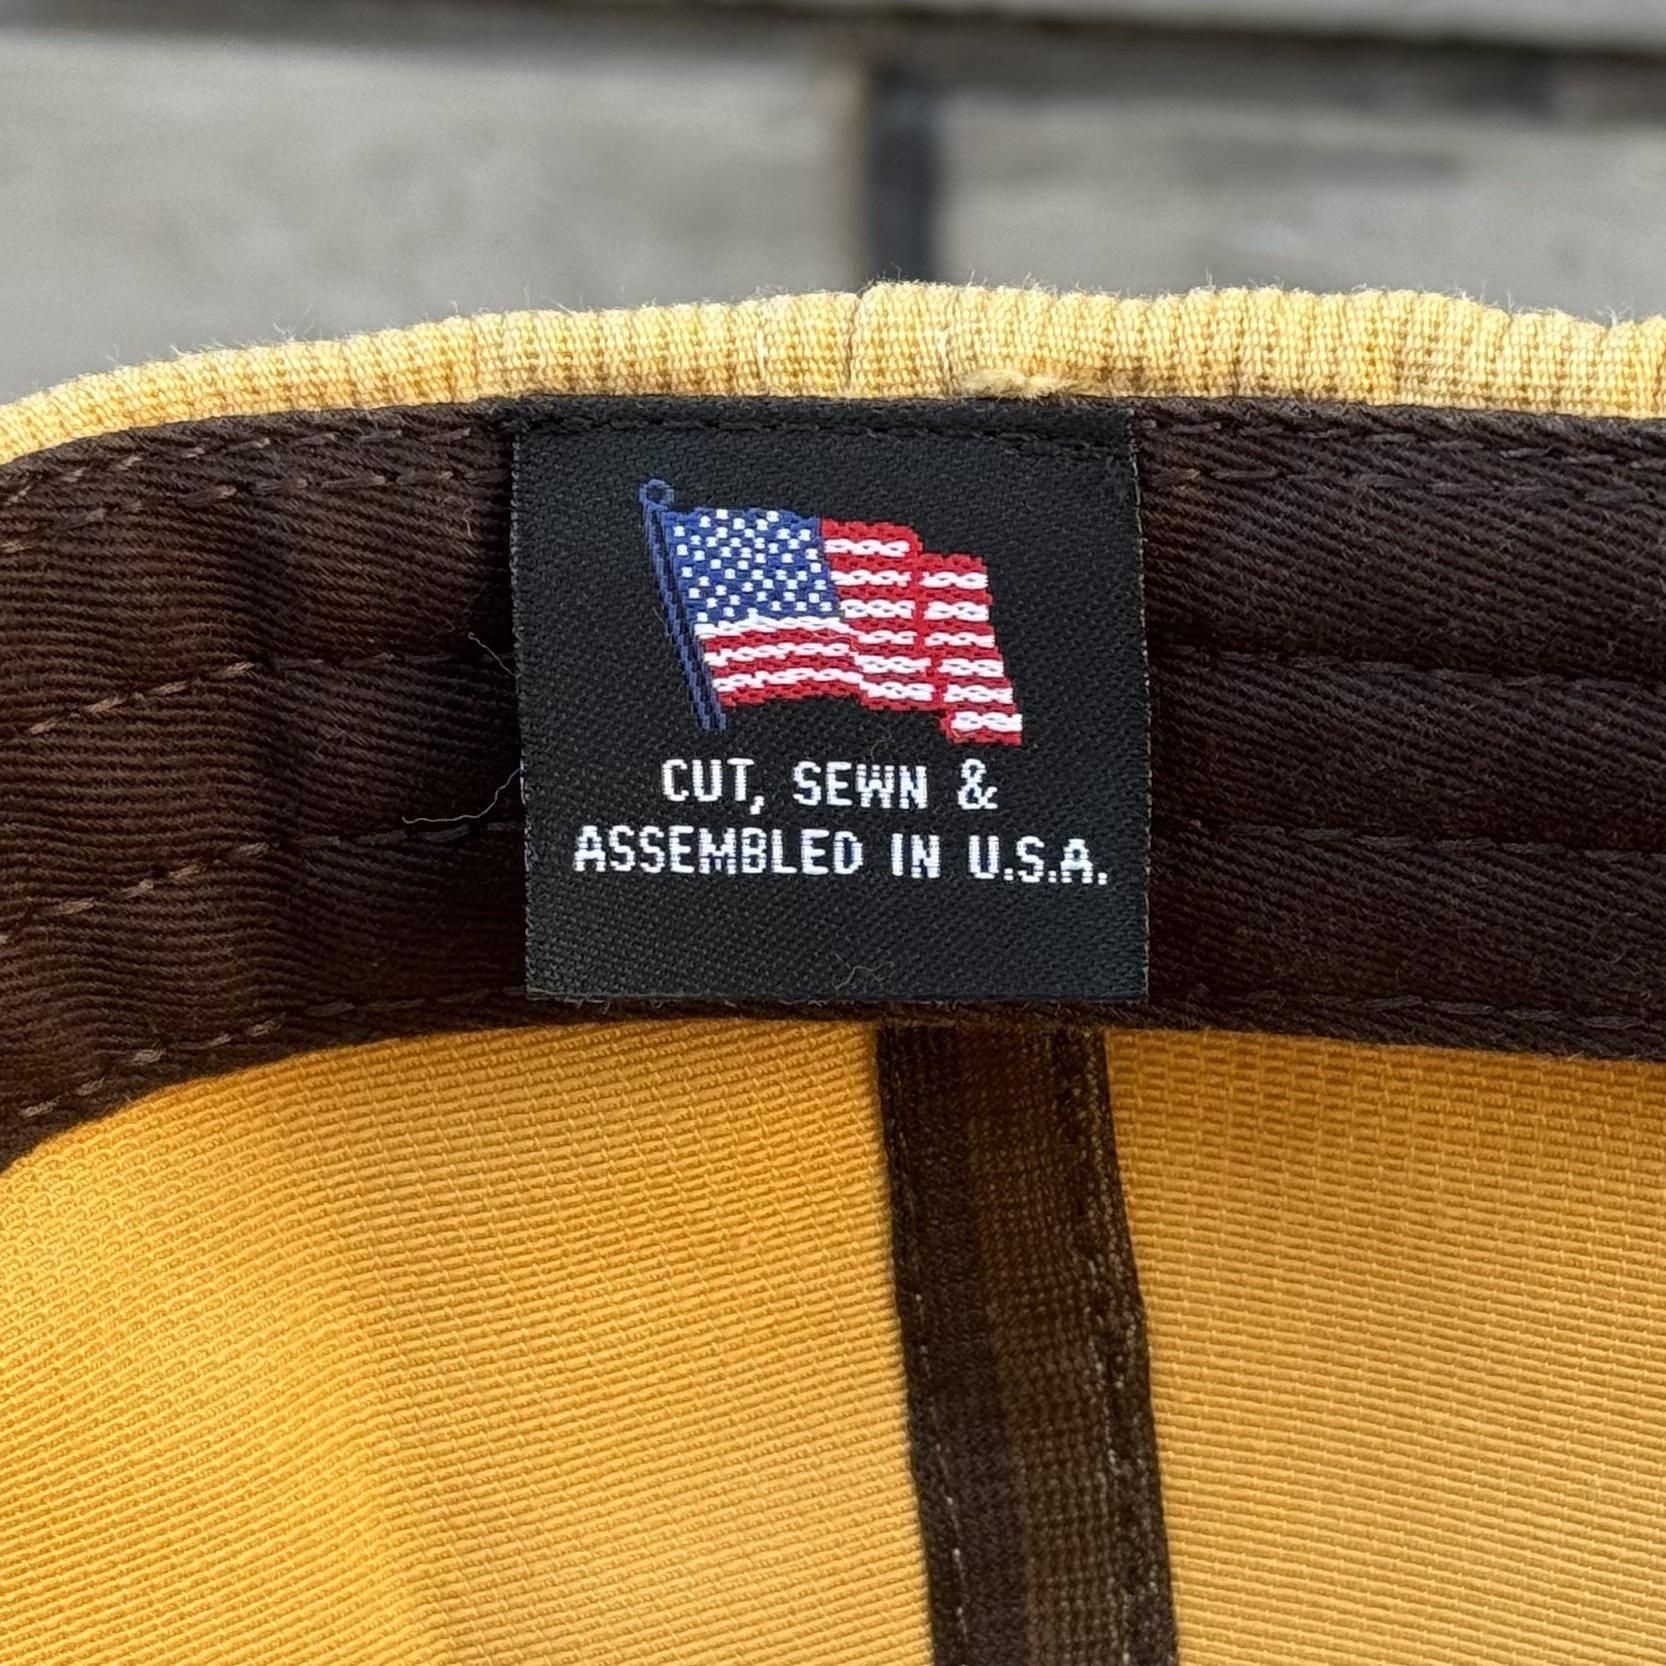 CUT, SEWN &
ASSEMBLED IN U.S.A.